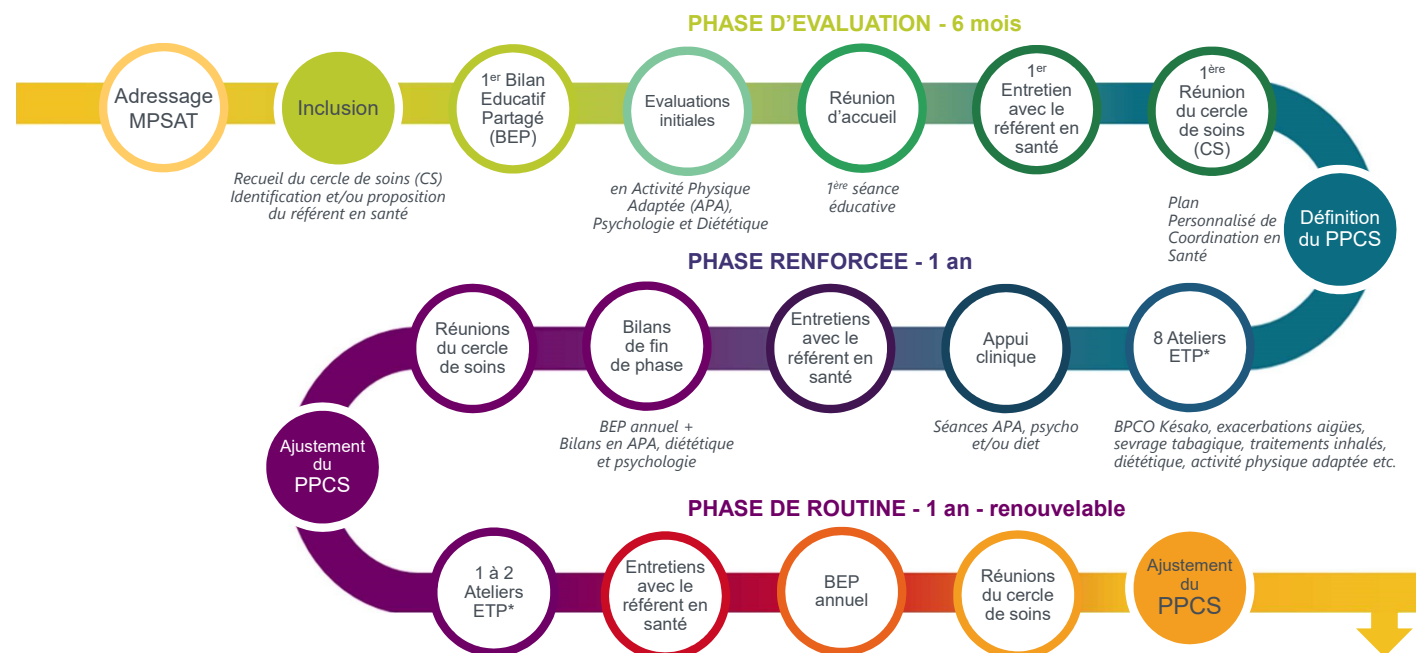 PHASE D’EVALUATION - 6 mois
Adressage
MPSAT
Inclusion
Recueil du cercle de soins (CS)
Identification et/ou proposition
du référent en santé
1er Bilan
Educatif
Partagé
(BEP)
Evaluations
initiales
en Activité Physique
Adaptée (APA),
Psychologie et Diététique
Réunion
d’accueil
1ère séance
éducative
1er
Entretien
avec le
référent en
santé
1ère
Réunion
du cercle
de soins
(CS)
Plan
Personnalisé de
Coordination en
Santé
Définition
du PPCS
PHASE RENFORCEE - 1 an
8 Ateliers
ETP*
BPCO Késako, exacerbations aigües,
sevrage tabagique, traitements inhalés,
diététique, activité physique adaptée etc.
Appui
clinique
Séances APA, psycho
et/ou diet
Entretiens
avec le
référent en
santé
Bilans
de fin
de phase
BEP annuel +
Bilans en APA, diététique
et psychologie
Réunions
du cercle
de soins
Ajustement
du
PPCS
PHASE DE ROUTINE - 1 an - renouvelable
1 à 2
Ateliers
ETP*
Entretiens
avec le
référent en
santé
BEP
annuel
Réunions
du cercle
de soins
Ajustement
du
PPCS